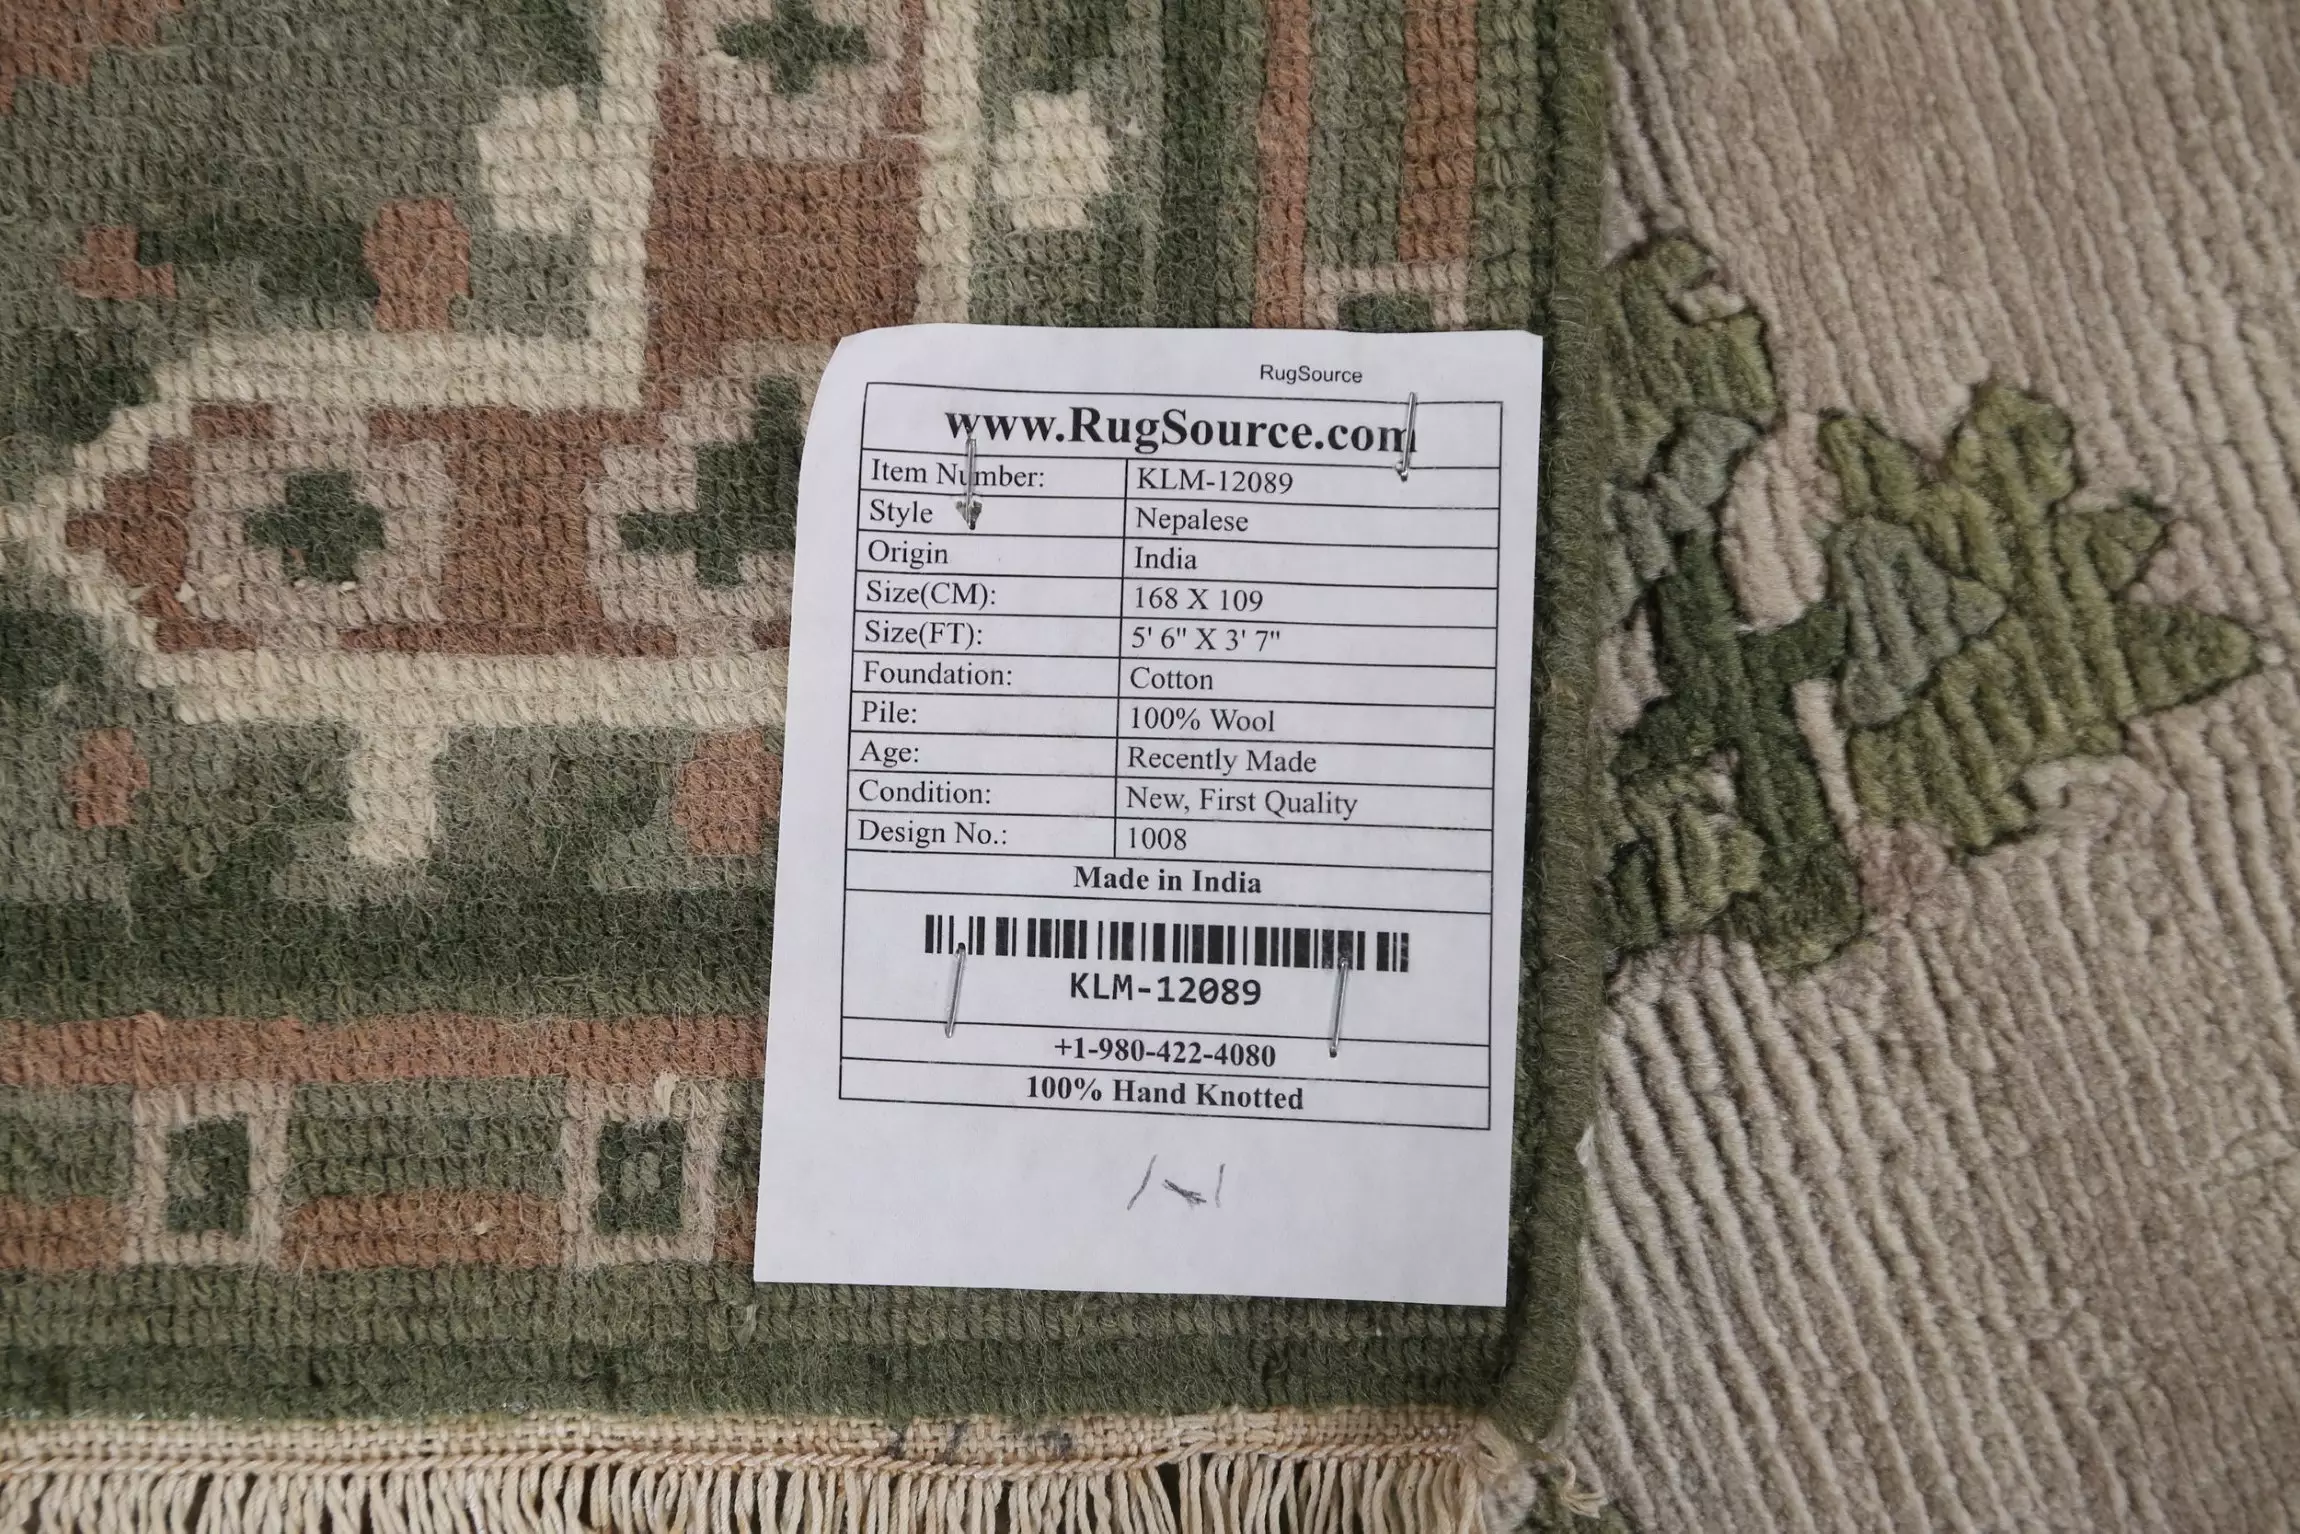 RugSource
www.RugSource.com
Item Number: KLM-12089
Style Nepalese
Origin India
Size(CM): 168 X 109
Size(FT): 5' 6" X 3' 7"
Foundation: Cotton
Pile: 100% Wool
Age: Recently Made
Condition: New, First Quality
Design No.: 1008
Made in India
KLM-12089
+1-980-422-4080
100% Hand Knotted